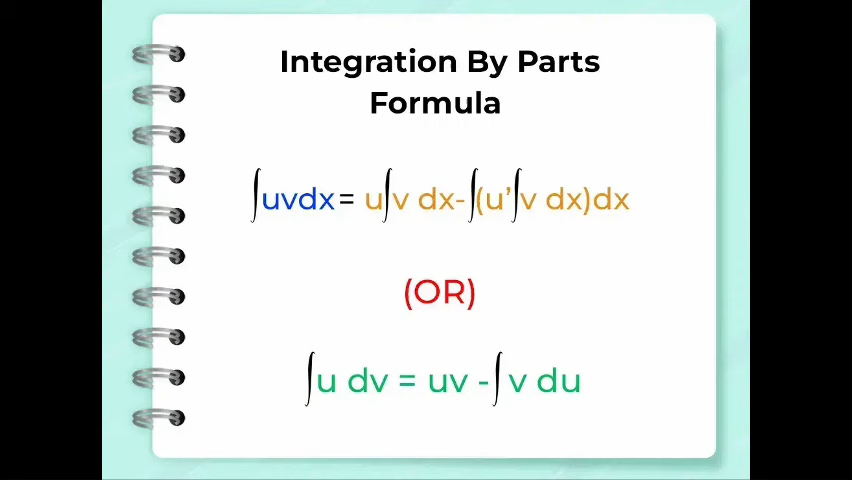 Integration By Parts
Formula
∫uvdx= u∫v dx-∫(u’∫v dx)dx
(OR)
∫u dv = uv -∫v du